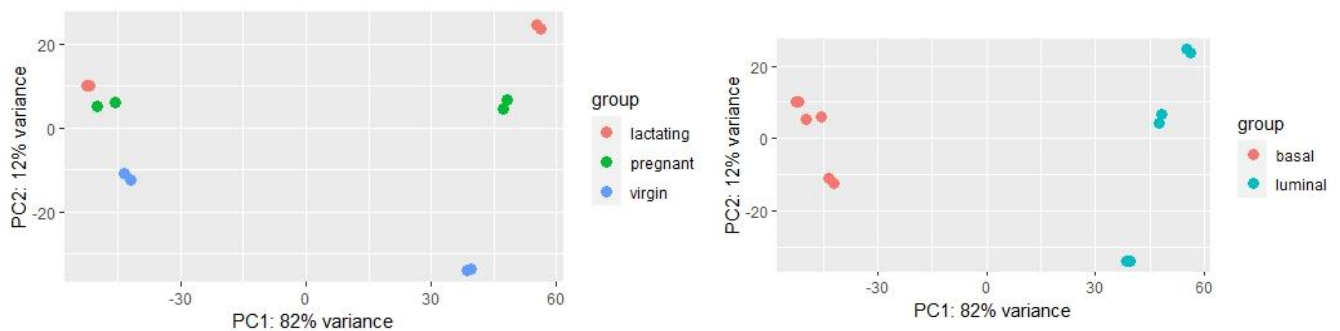 20
0
-20
PC2: 12% variance
-30
0
30
60
PC1: 82% variance
group
lactating
pregnant
virgin
20
0
-20
PC2: 12% variance
-30
0
30
60
PC1: 82% variance
group
basal
luminal